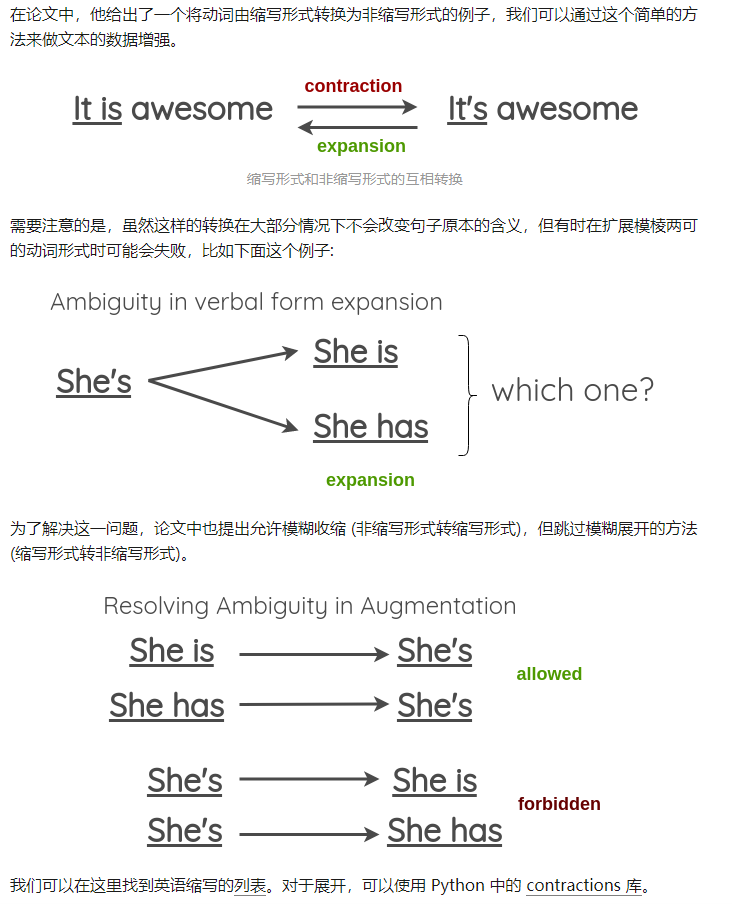 在论文中，他给出了一个将动词由缩写形式转换为非缩写形式的例子，我们可以通过这个简单的方
法来做文本的数据增强。
contraction
It is awesome It's awesome
expansion
缩写形式和非缩写形式的互相转换
需要注意的是，虽然这样的转换在大部分情况下不会改变句子原本的含义，但有时在扩展模棱两可
的动词形式时可能会失败，比如下面这个例子:
Ambiguity in verbal form expansion
She is
She's which one?
She has
expansion
为了解决这一问题，论文中也提出允许模糊收缩 (非缩写形式转缩写形式)，但跳过模糊展开的方法
(缩写形式转非缩写形式)。
Resolving Ambiguity in Augmentation
She is She's
allowed
She has She's
She's She is
forbidden
She's She has
我们可以在这里找到英语缩写的列表。对于展开，可以使用 Python 中的 contractions 库。